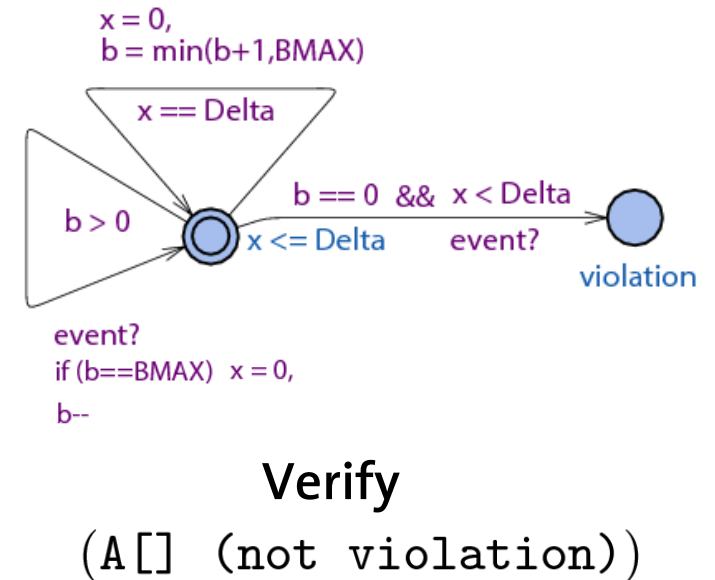 x = 0,
b = min(b+1,BMAX)
x == Delta
b > 0
b == 0 && x < Delta
x <= Delta
event?
violation
event?
if (b==BMAX) x = 0,
b--
Verify
(A[] (not violation))